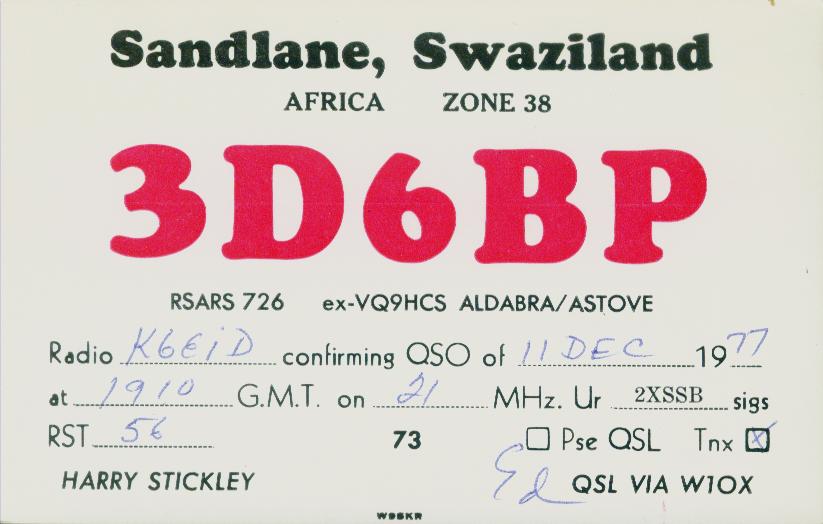 Sandlane, Swaziland
AFRICA ZONE 38
3D6BP
RSARS 726 ex-VQ9HCS ALDABRA/ASTOVE
Radio K6EiD confirming QSO of 11 DEC 1977
at 1910 G.M.T. on 21 MHz. Ur 2XSSB sigs
RST 56 73 Pse QSL Tnx X
HARRY STICKLEY Ed QSL VIA W1OX
W9SKR